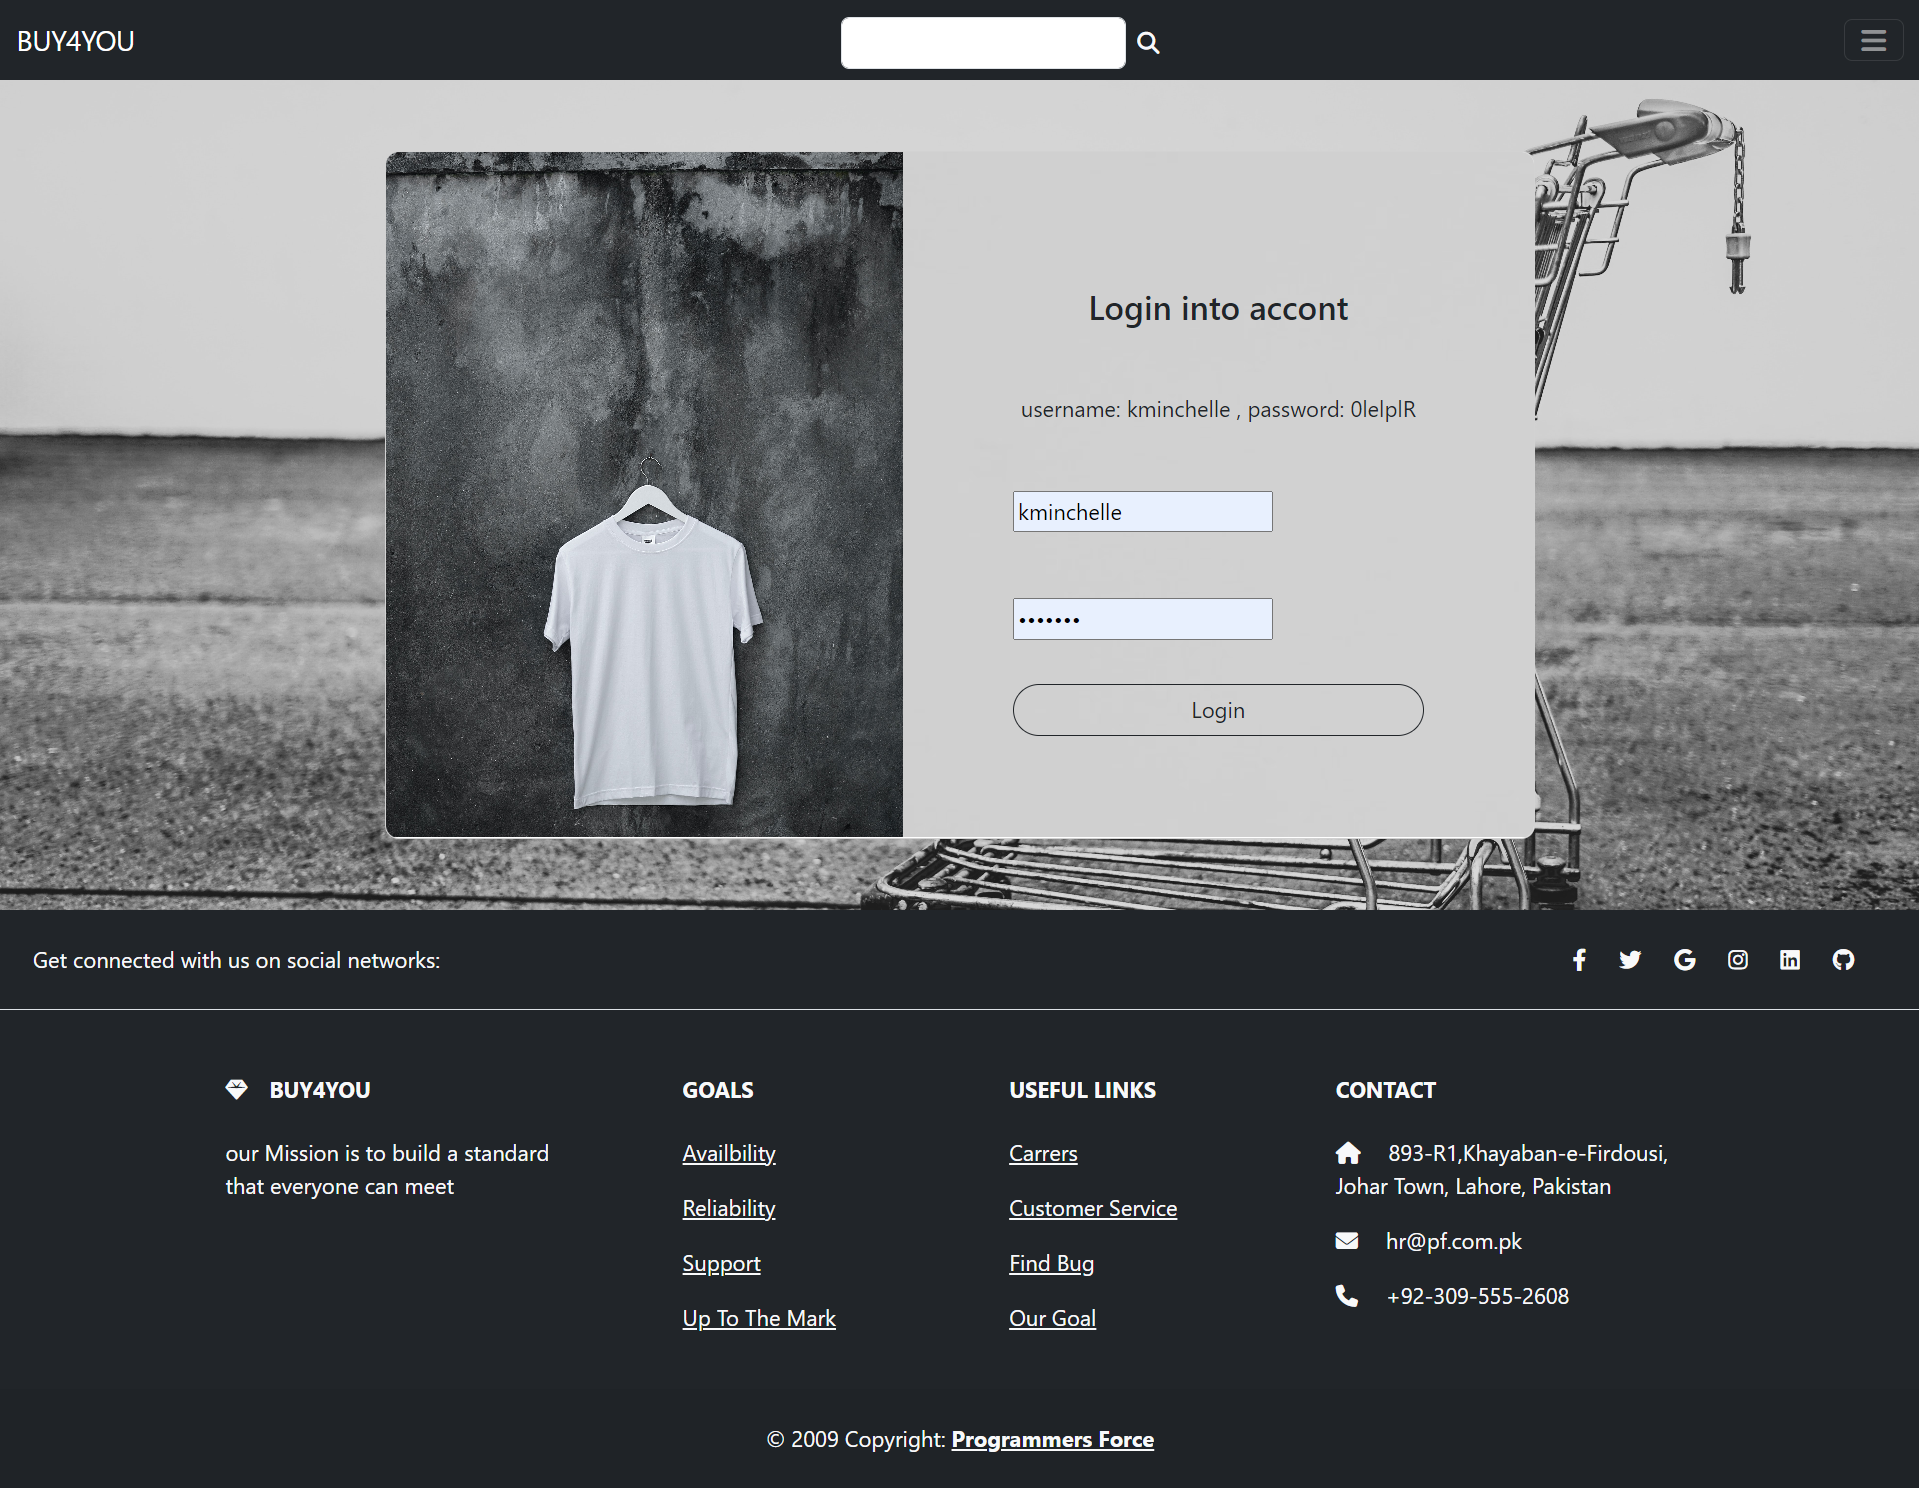 BUY4YOU
Login into accont
username: kminchelle , password: 0lelplR
kminchelle
•••••••
Login
Get connected with us on social networks:
BUY4YOU
our Mission is to build a standard
that everyone can meet
GOALS
Availbility
Reliability
Support
Up To The Mark
USEFUL LINKS
Carrers
Customer Service
Find Bug
Our Goal
CONTACT
893-R1,Khayaban-e-Firdousi,
Johar Town, Lahore, Pakistan
hr@pf.com.pk
+92-309-555-2608
© 2009 Copyright: Programmers Force